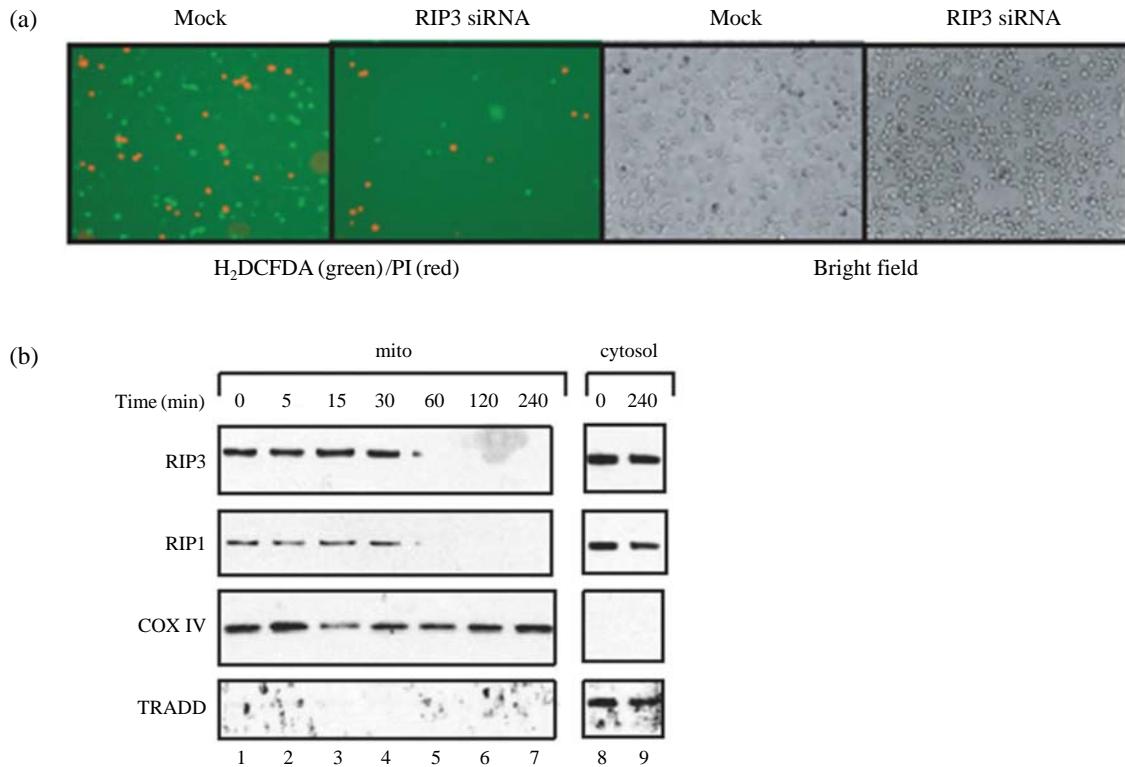 (a)
Mock RIP3 siRNA Mock RIP3 siRNA
H₂DCFDA (green)/PI (red) Bright field
(b)
mito cytosol
Time (min) 0 5 15 30 60 120 240 0 240
RIP3
RIP1
COX IV
TRADD
1 2 3 4 5 6 7 8 9